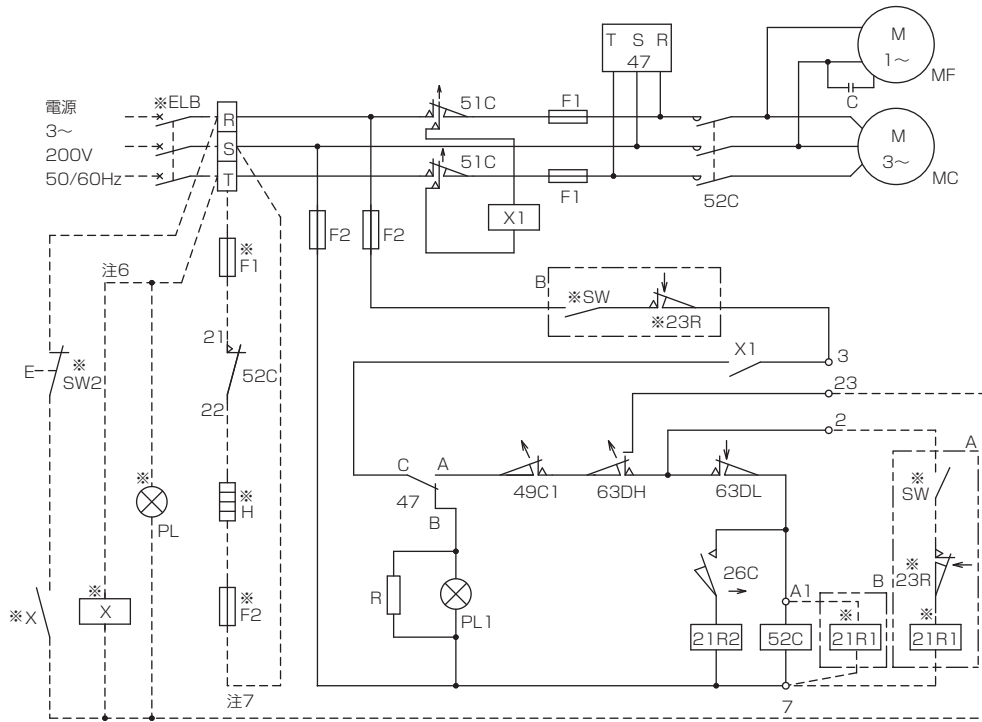 T S R
47
M
1～
MF
C
電源
3～
200V
50/60Hz
※ELB
R
S
T
51C
51C
F1
F1
X1
52C
M
3～
MC
F2
F2
※
F1
注6
B
※SW
※23R
X1
3
23
2
21
22
52C
E
※
SW2
C
A
47
B
49C1
63DH
63DL
A
※
SW
※
23R
※
PL
※
H
R
PL1
26C
A1
B
※X
※
X
※
F2
21R2
52C
※
21R1
※
21R1
注7
7